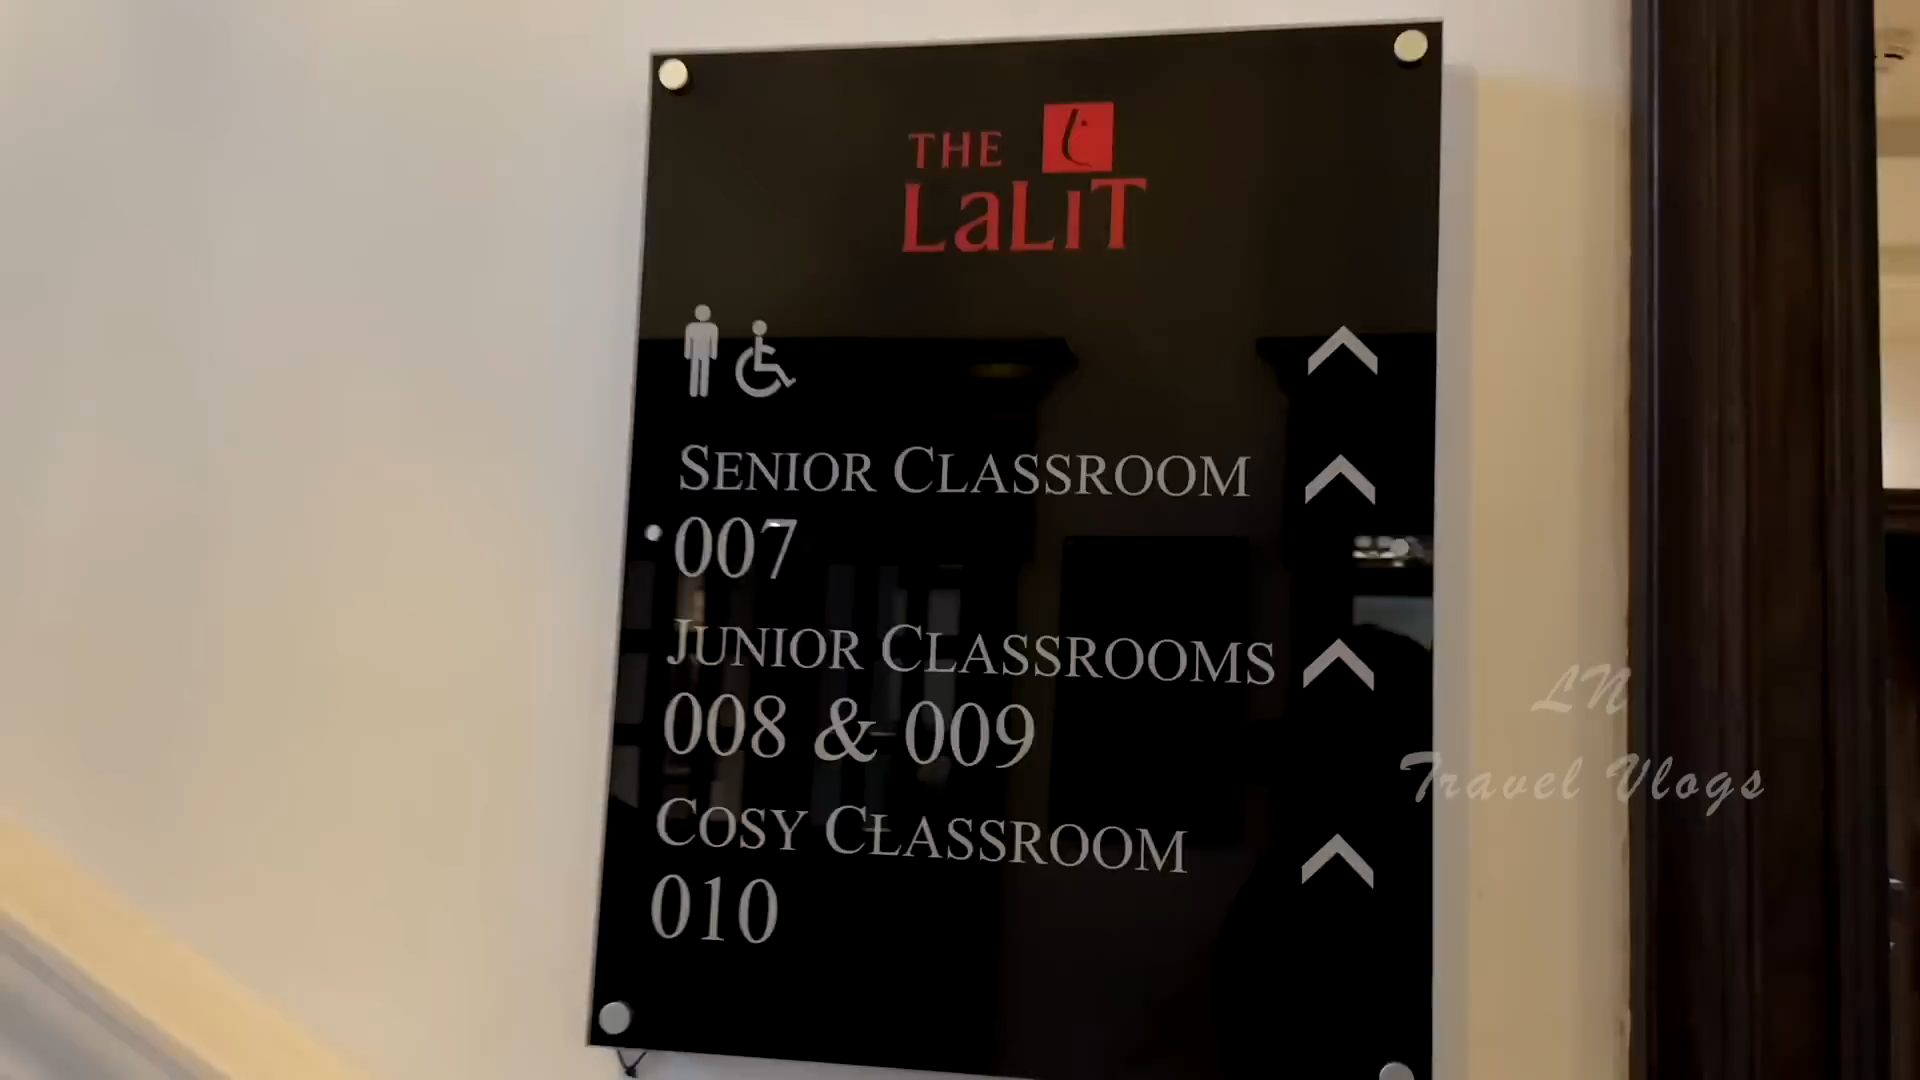 THE
LaLiT
SENIOR CLASSROOM
007
JUNIOR CLASSROOMS
008 & 009
COSY CLASSROOM
010
LN
Travel Vlogs